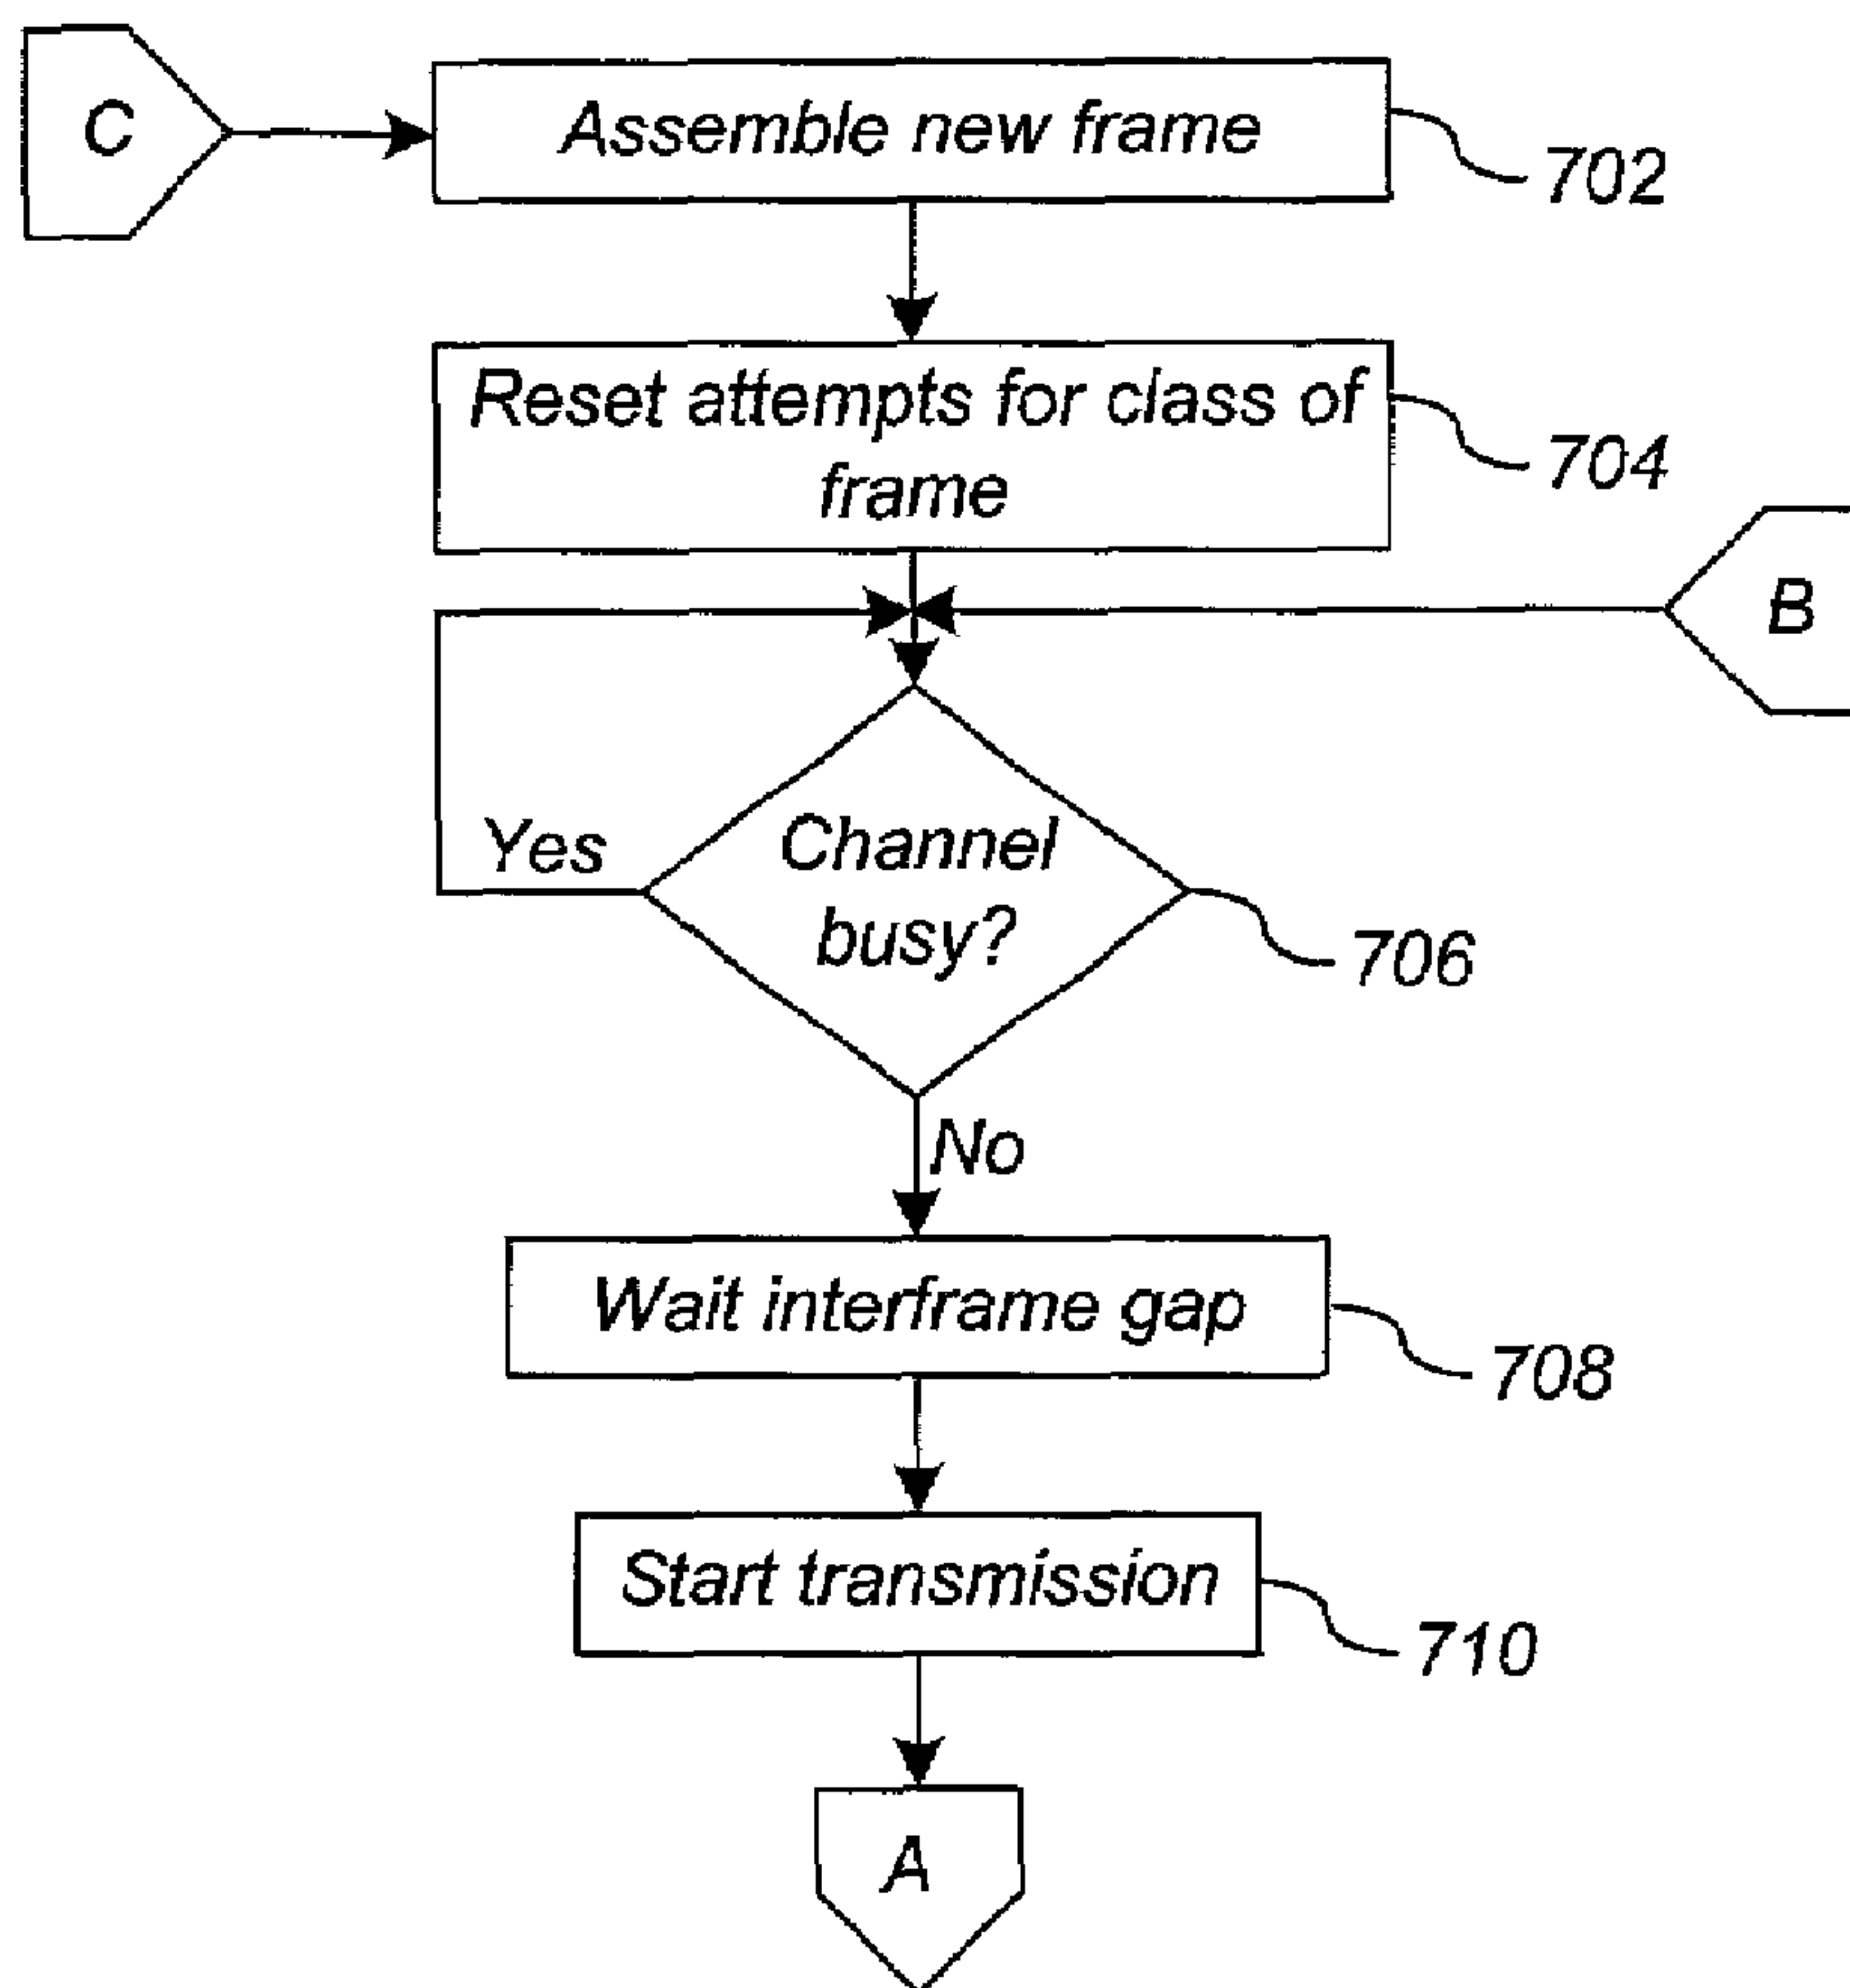 C
Assemble new frame
702
Reset attempts for class of
frame
704
B
Yes
Channel
busy?
706
No
Wait interframe gap
708
Start transmission
710
A